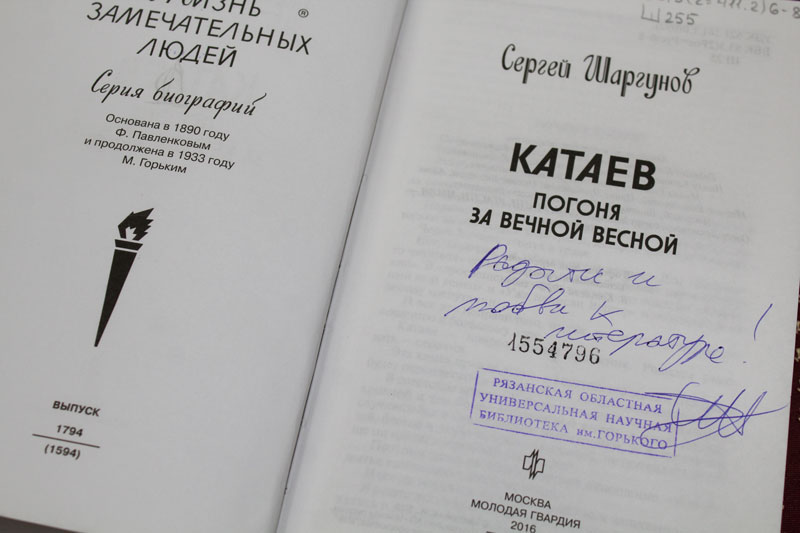 ЖИЗНЬ ®
ЗАМЕЧАТЕЛЬНЫХ
ЛЮДЕЙ
Серия биографий
Основана в 1890 году
Ф. Павленковым
и продолжена в 1933 году
М. Горьким
ВЫПУСК
1794
(1594)
Ш255
Сергей Шаргунов
КАТАЕВ
ПОГОНЯ
ЗА ВЕЧНОЙ ВЕСНОЙ
Радости и
любви к
литературе!
1554796
РЯЗАНСКАЯ ОБЛАСТНАЯ
УНИВЕРСАЛЬНАЯ НАУЧНАЯ
БИБЛИОТЕКА им.ГОРЬКОГО
МОСКВА
МОЛОДАЯ ГВАРДИЯ
2016